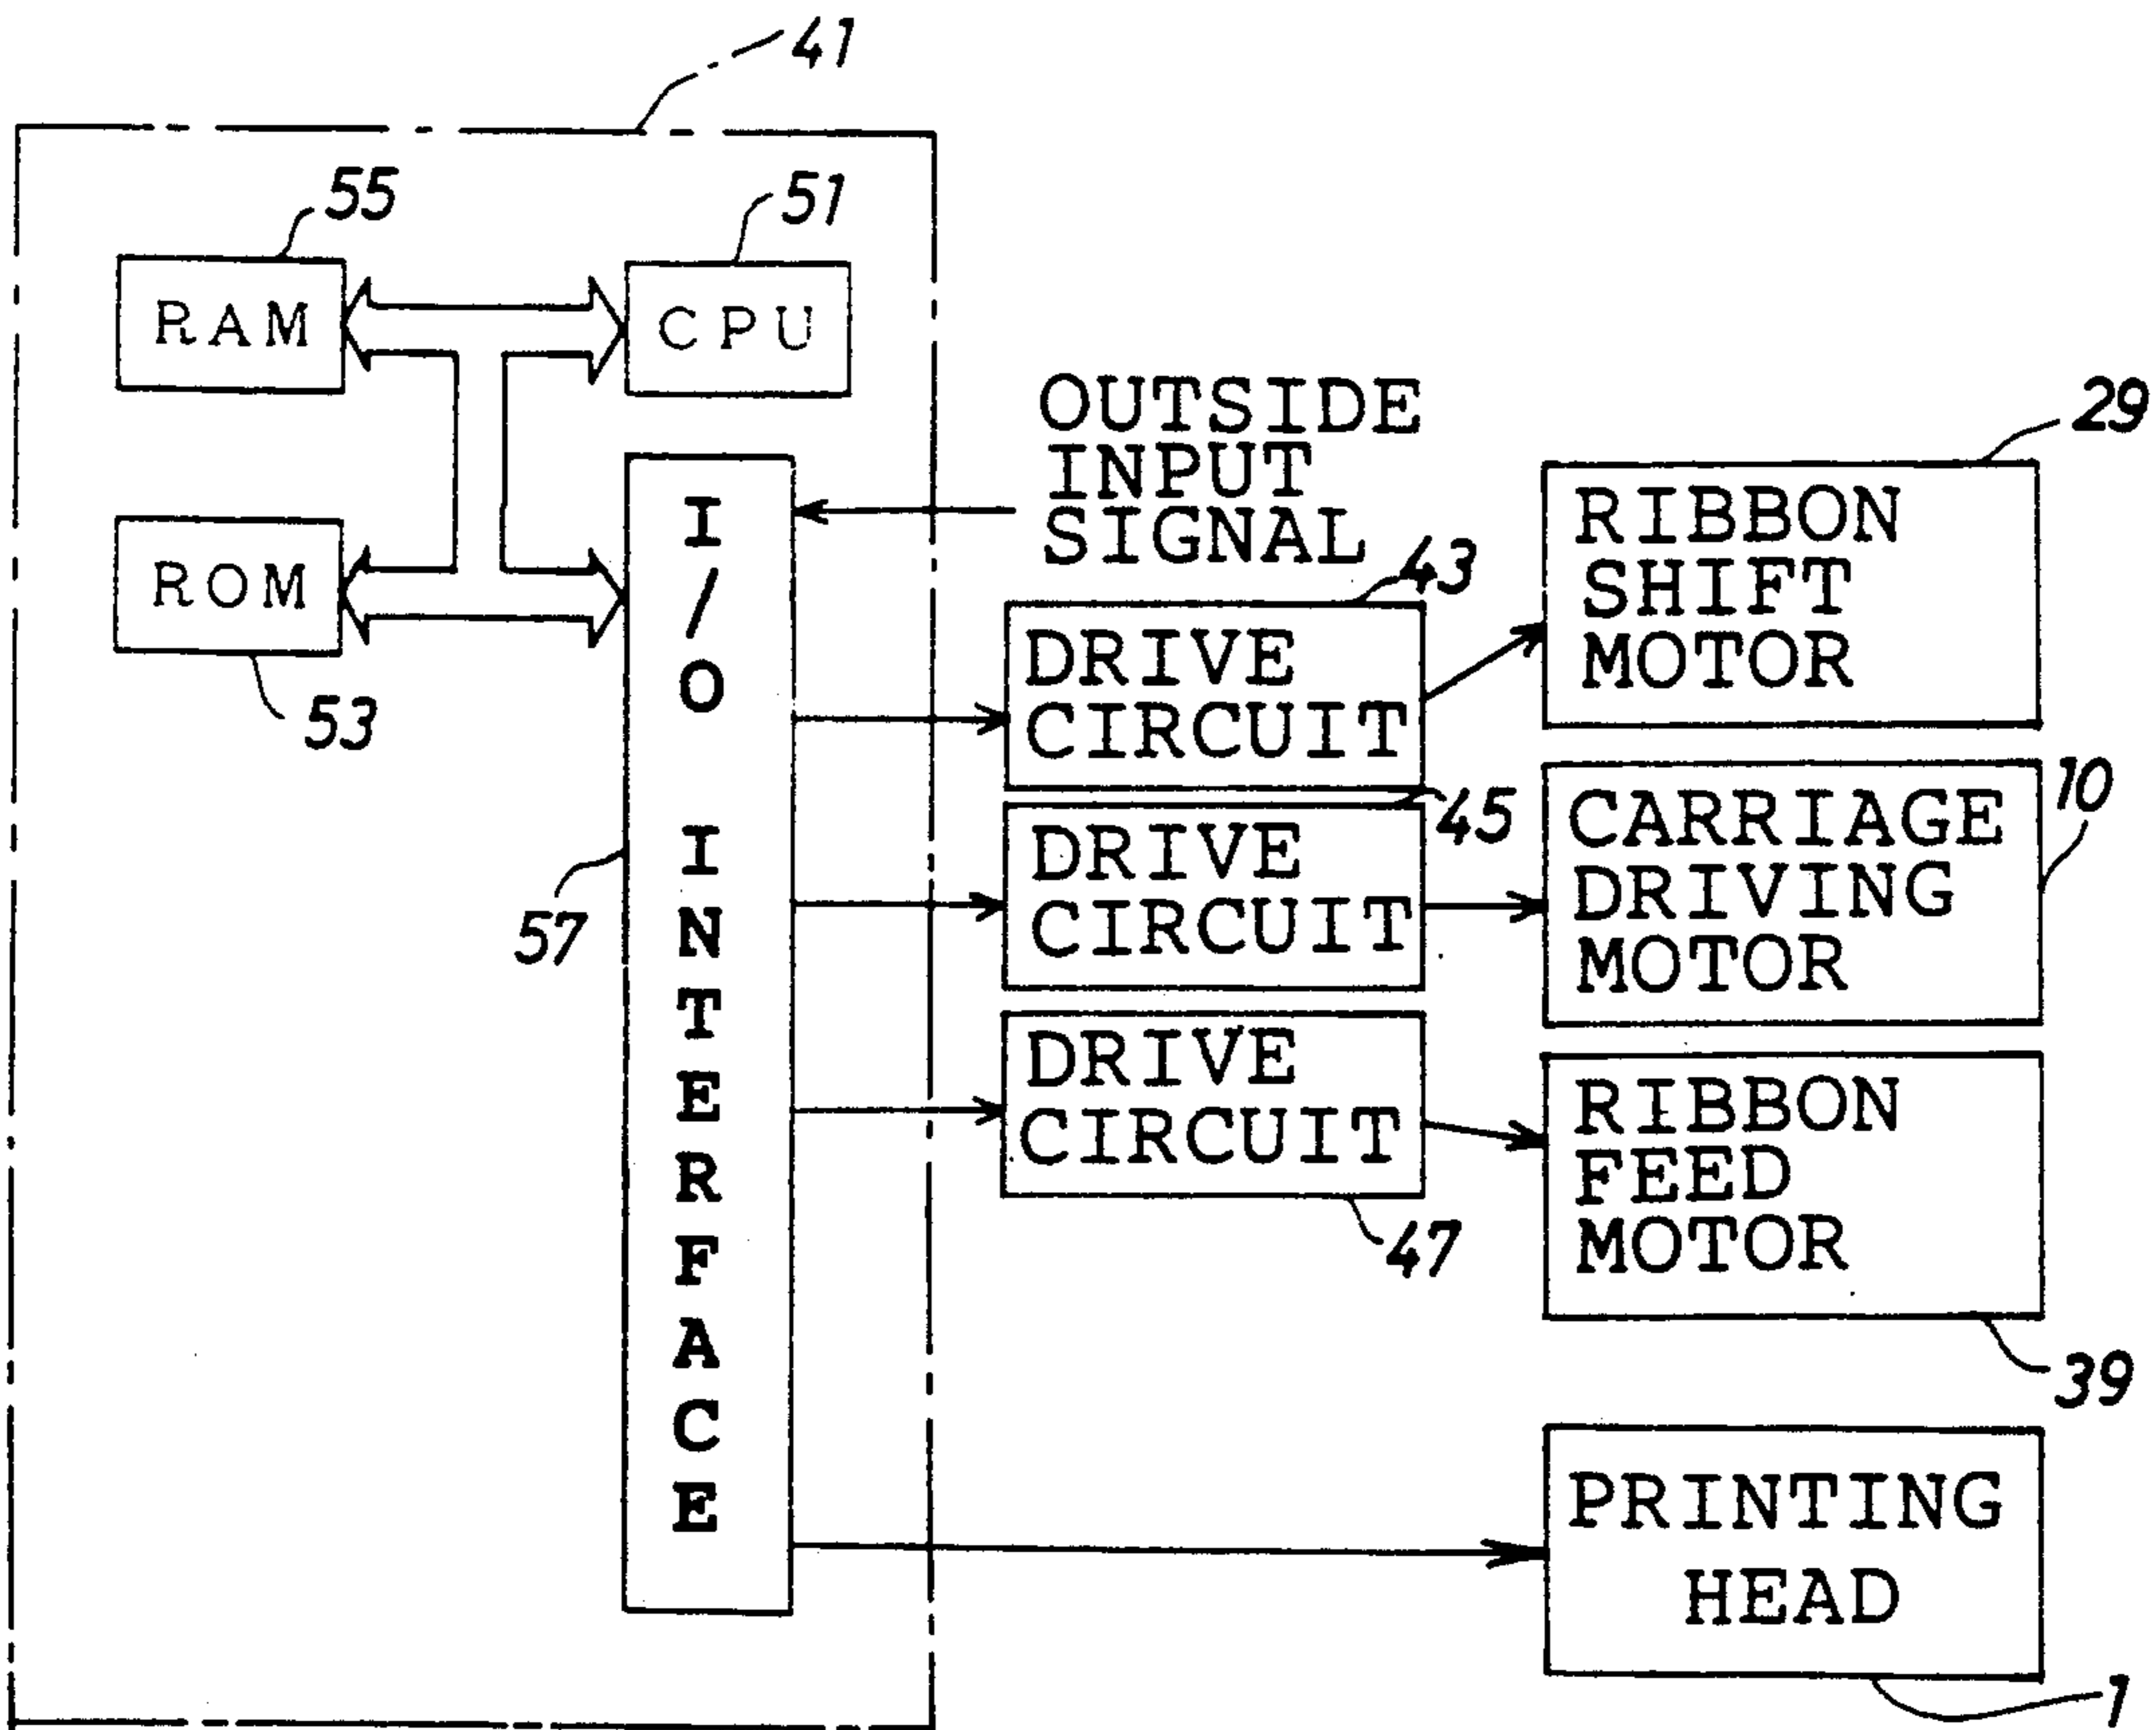 41
55
51
RAM
CPU
OUTSIDE
INPUT
SIGNAL
29
RIBBON
SHIFT
MOTOR
ROM
53
43
DRIVE
CIRCUIT
I/O INTERFACE
57
45
DRIVE
CIRCUIT
10
CARRIAGE
DRIVING
MOTOR
DRIVE
CIRCUIT
47
RIBBON
FEED
MOTOR
39
PRINTING
HEAD
1